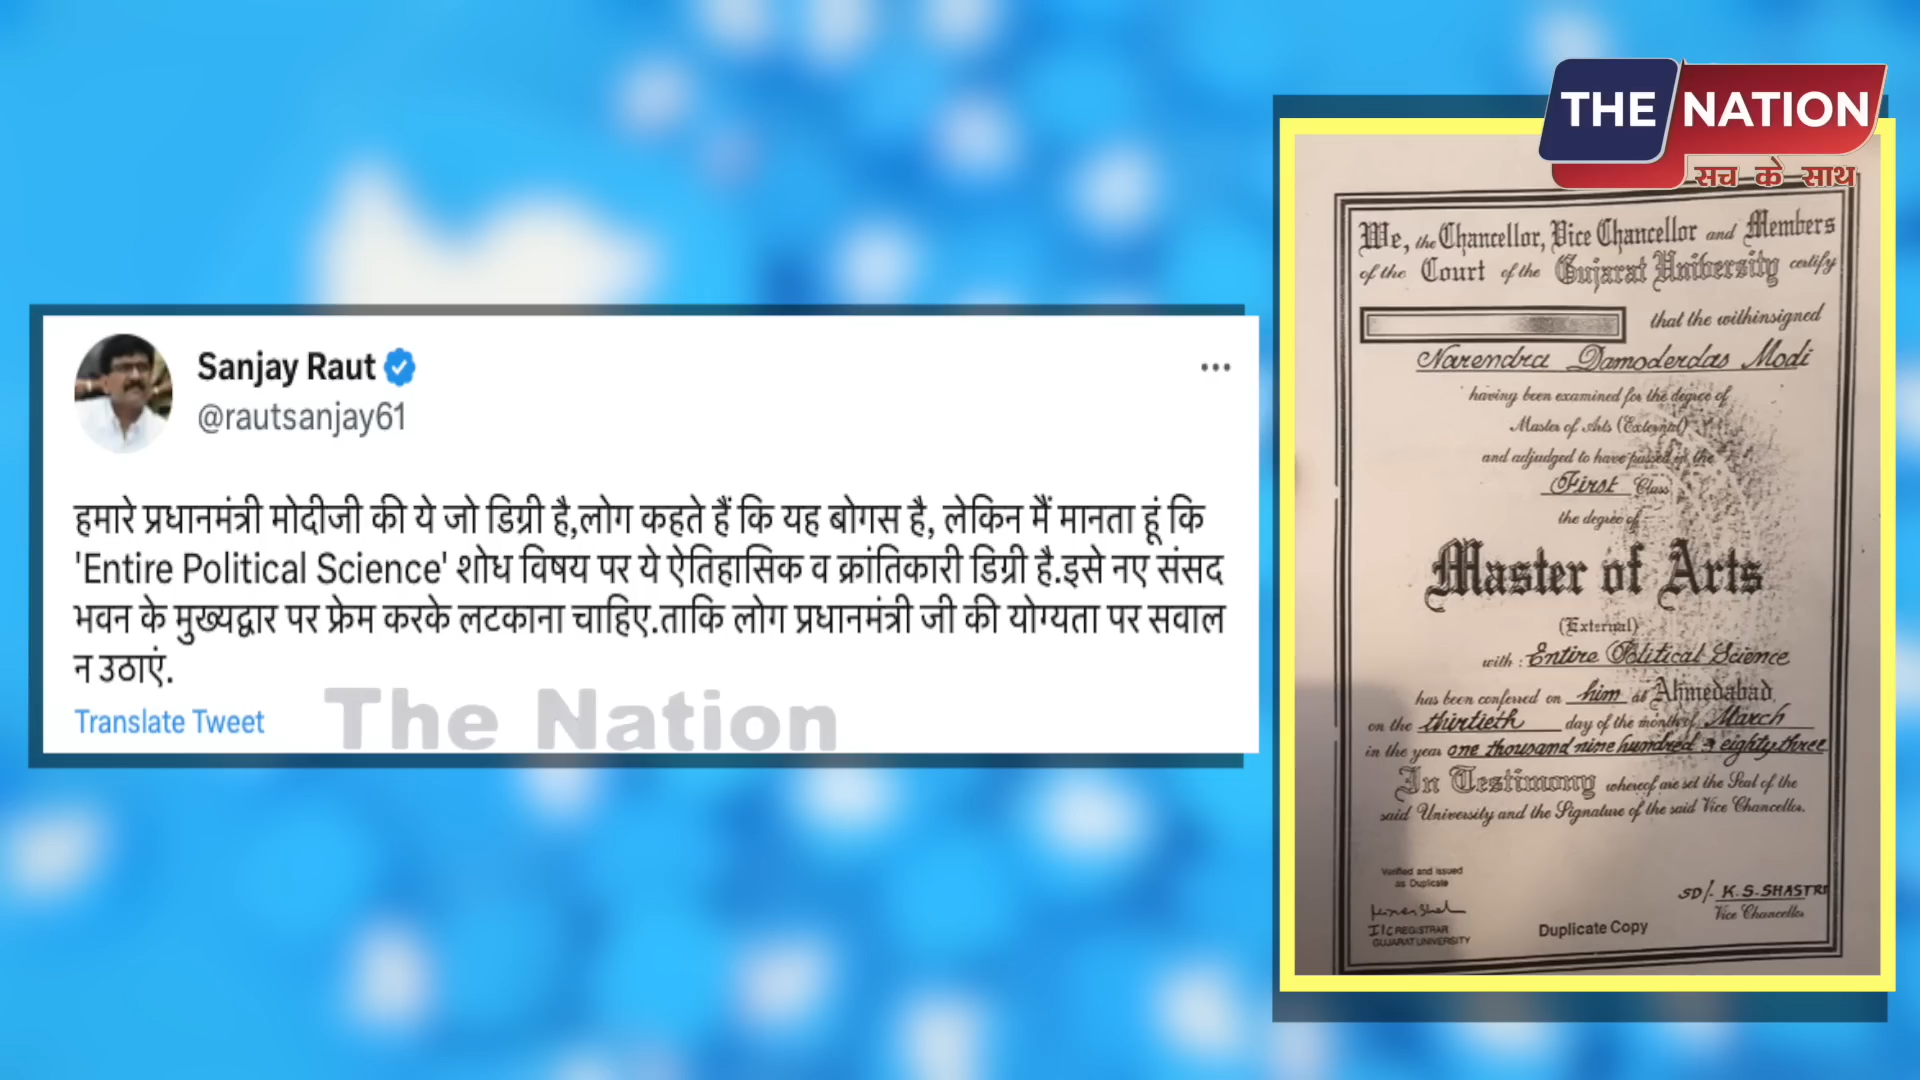 THE NATION
सच के साथ
Sanjay Raut
@rautsanjay61
हमारे प्रधानमंत्री मोदीजी की ये जो डिग्री है,लोग कहते हैं कि यह बोगस है, लेकिन मैं मानता हूं कि
'Entire Political Science' शोध विषय पर ये ऐतिहासिक व क्रांतिकारी डिग्री है.इसे नए संसद
भवन के मुख्यद्वार पर फ्रेम करके लटकाना चाहिए.ताकि लोग प्रधानमंत्री जी की योग्यता पर सवाल
न उठाएं.
Translate Tweet
The Nation
We, the Chancellor, Vice Chancellor and Members
of the Court of the Gujarat University certify
that the withinsigned
Narendra Damoderdas Modi
having been examined for the degree of
Master of Arts (External)
and adjudged to have passed in the
First Class
the degree of
Master of Arts
(External)
with : Entire Political Science
has been conferred on him at Ahmedabad,
on the thirtieth day of the month of March
in the year one thousand nine hundred & eighty three
In Testimony whereof are set the Seal of the
said University and the Signature of the said Vice Chancellor.
Verified and issued
as Duplicate
I/C REGISTRAR
GUJARAT UNIVERSITY
Duplicate Copy
SD/. K.S.SHASTRI
Vice Chancellor